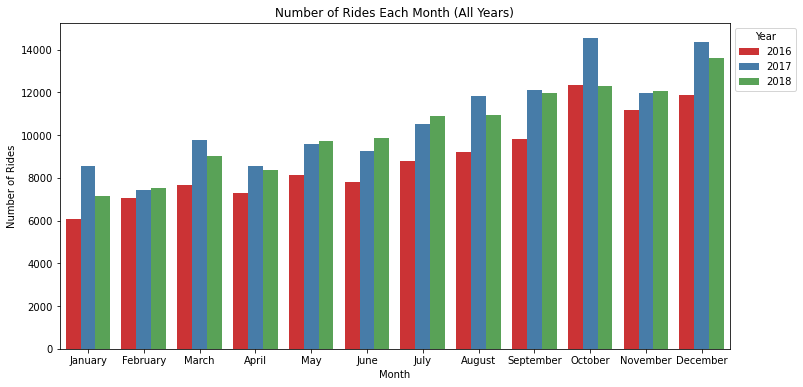 Number of Rides Each Month (All Years)
Year
2016
2017
2018
14000
12000
10000
8000
6000
4000
2000
0
Number of Rides
January February March April May June July August September October November December
Month